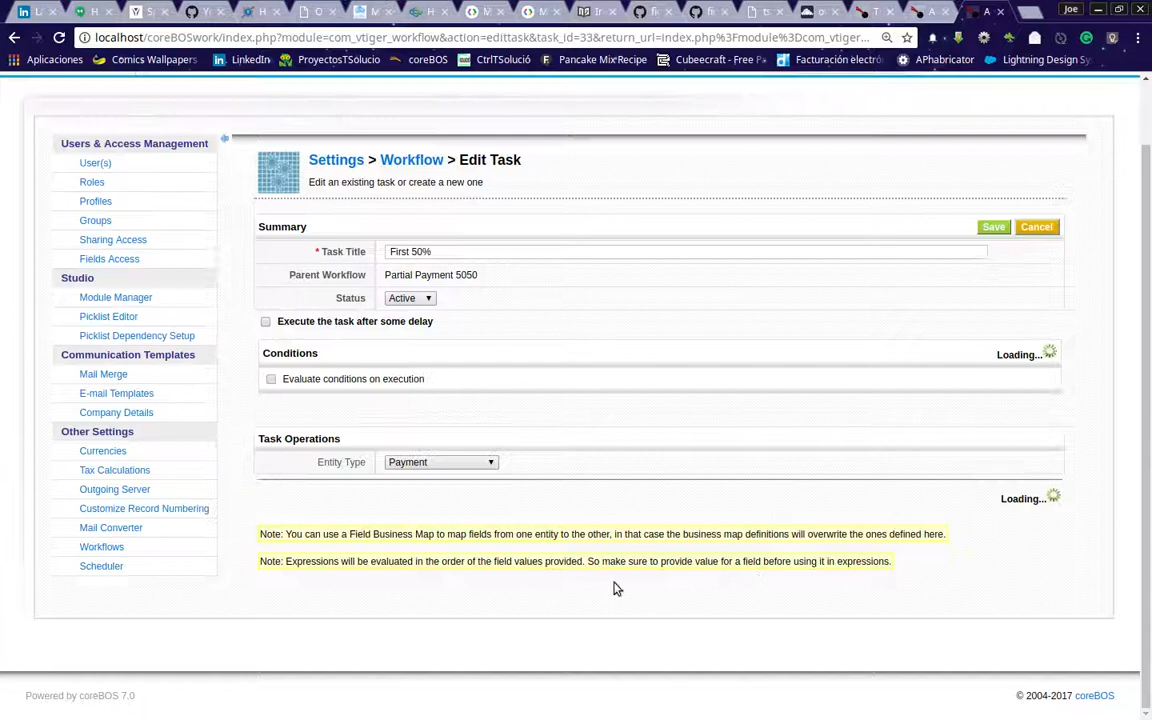 Joe
localhost/coreBOSwork/index.php?module=com_vtiger_workflow&action=edittask&task_id=33&return_url=index.php%3Fmodule%3Dcom_vtiger...
Aplicaciones Comics Wallpapers LinkedIn ProyectosTSolucio coreBOS CtrlTSolució Pancake MixRecipe Cubeecraft - Free Pa Facturación electró APhabricator Lightning Design Sy
Users & Access Management
User(s)
Roles
Profiles
Groups
Sharing Access
Fields Access
Studio
Module Manager
Picklist Editor
Picklist Dependency Setup
Communication Templates
Mail Merge
E-mail Templates
Company Details
Other Settings
Currencies
Tax Calculations
Outgoing Server
Customize Record Numbering
Mail Converter
Workflows
Scheduler
Settings > Workflow > Edit Task
Edit an existing task or create a new one
Summary Save Cancel
* Task Title First 50%
Parent Workflow Partial Payment 5050
Status Active
Execute the task after some delay
Conditions Loading...
Evaluate conditions on execution
Task Operations
Entity Type Payment
Loading...
Note: You can use a Field Business Map to map fields from one entity to the other, in that case the business map definitions will overwrite the ones defined here.
Note: Expressions will be evaluated in the order of the field values provided. So make sure to provide value for a field before using it in expressions.
Powered by coreBOS 7.0 © 2004-2017 coreBOS